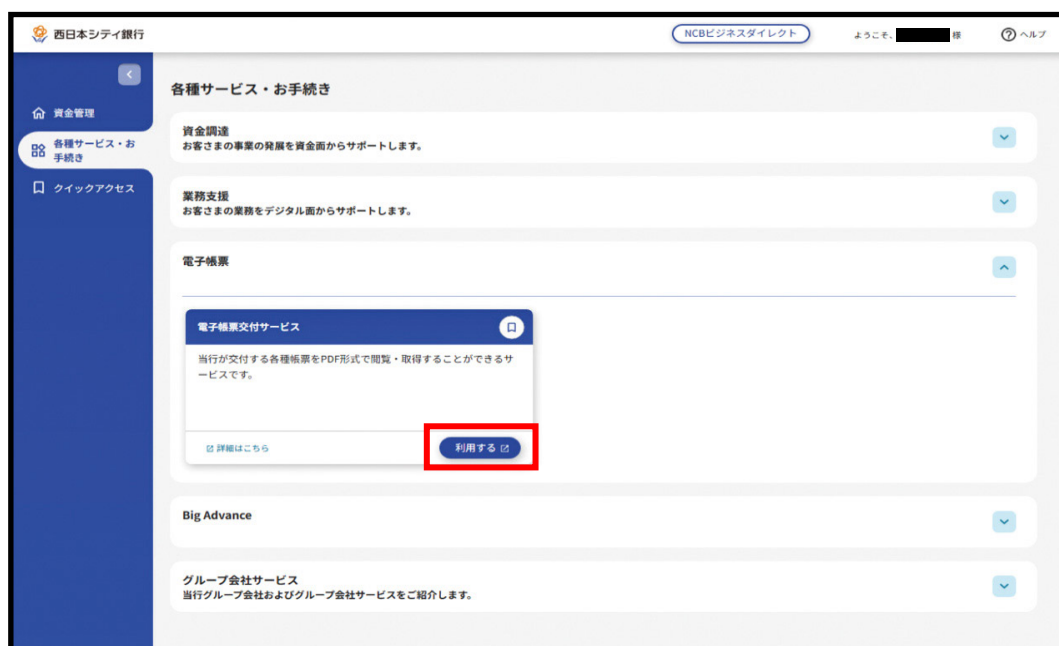 西日本シティ銀行
NCBビジネスダイレクト
ようこそ、 様
ヘルプ
資金管理
各種サービス・お
手続き
クイックアクセス
各種サービス・お手続き
資金調達
お客さまの事業の発展を資金面からサポートします。
業務支援
お客さまの業務をデジタル面からサポートします。
電子帳票
電子帳票交付サービス
当行が交付する各種帳票をPDF形式で閲覧・取得することができるサ
ービスです。
詳細はこちら
利用する
Big Advance
グループ会社サービス
当行グループ会社およびグループ会社サービスをご紹介します。